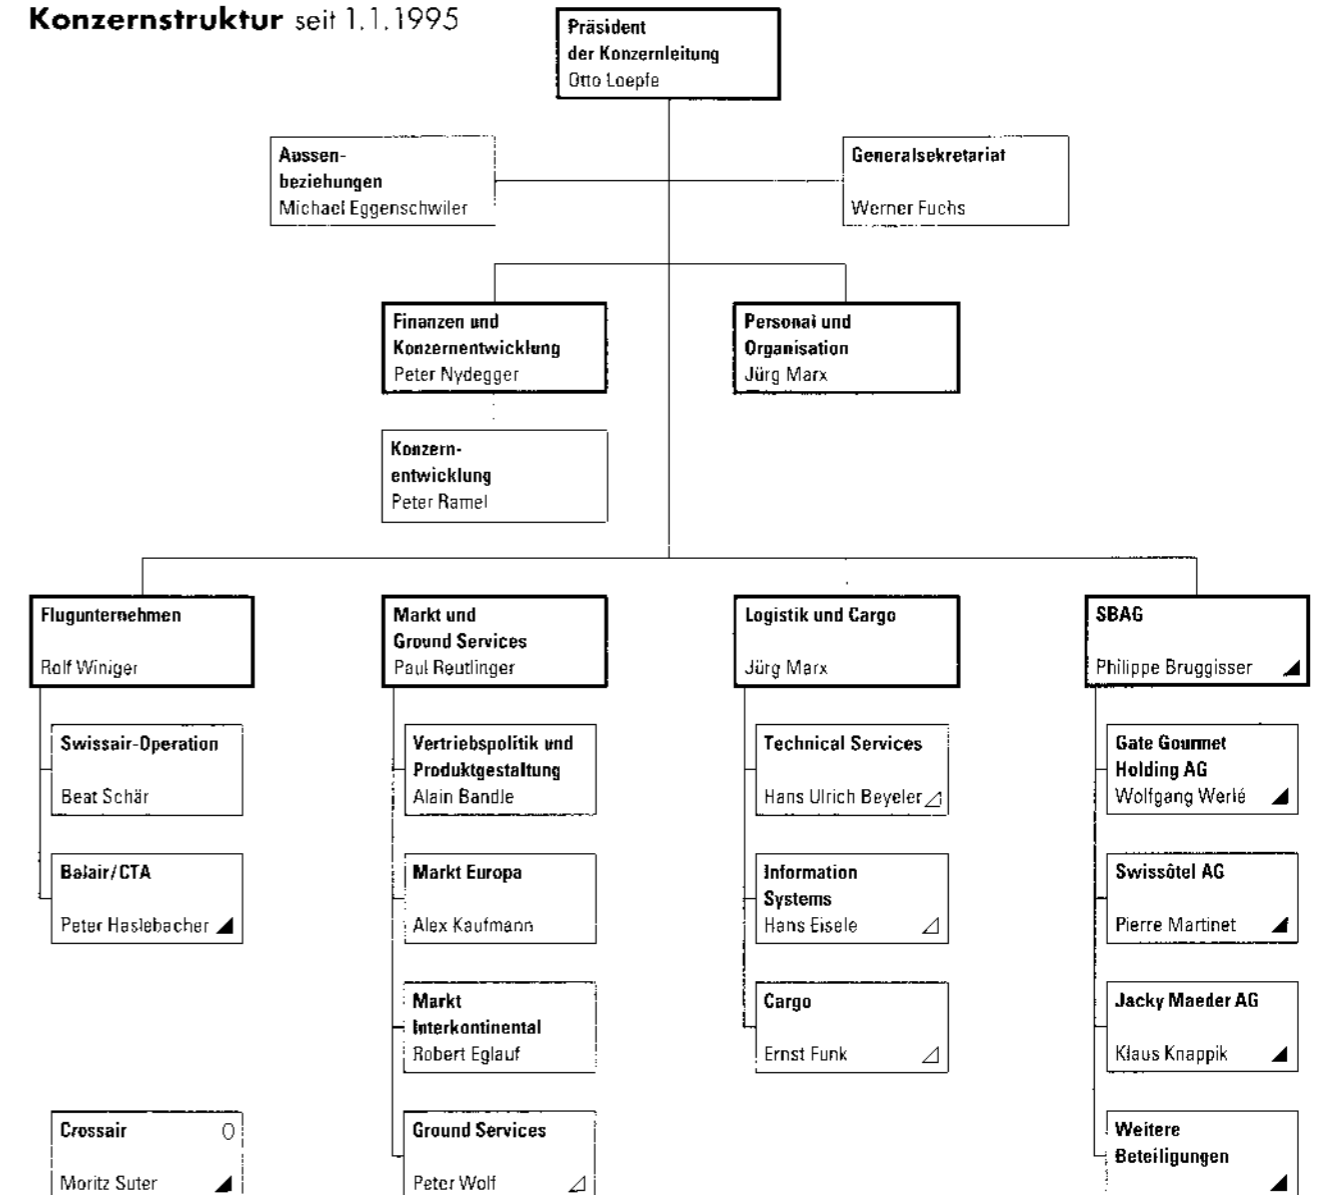 Konzernstruktur seit 1.1.1995
Präsident
der Konzernleitung
Otto Loepfe
Aussen-
beziehungen
Michael Eggenschwiler
Generalsekretariat
Werner Fuchs
Finanzen und
Konzernentwicklung
Peter Nydegger
Personal und
Organisation
Jürg Marx
Konzern-
entwicklung
Peter Ramel
Flugunternehmen
Rolf Winiger
Markt und
Ground Services
Paul Reutlinger
Logistik und Cargo
Jürg Marx
SBAG
Philippe Bruggisser
Swissair-Operation
Beat Schär
Vertriebspolitik und
Produktgestaltung
Alain Bandle
Technical Services
Hans Ulrich Beyeler
Gate Gourmet
Holding AG
Wolfgang Werlé
Balair/CTA
Peter Haslebacher
Markt Europa
Alex Kaufmann
Information
Systems
Hans Eisele
Swissôtel AG
Pierre Martinet
Markt
Interkontinental
Robert Eglauf
Cargo
Ernst Funk
Jacky Maeder AG
Klaus Knappik
Crossair
Moritz Suter
Ground Services
Peter Wolf
Weitere
Beteiligungen